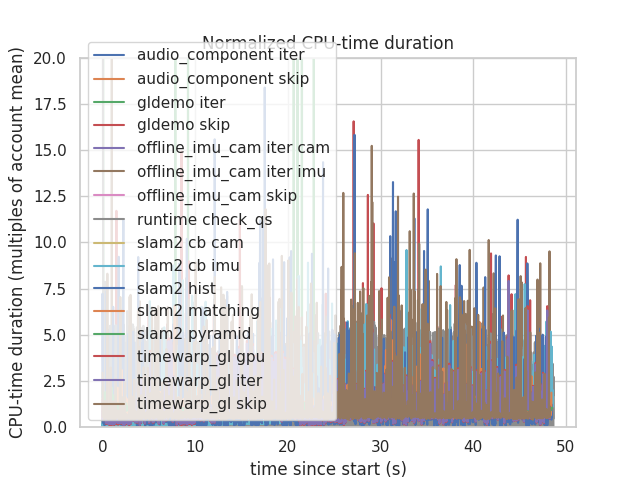 Normalized CPU-time duration
CPU-time duration (multiples of account mean)
20.0
17.5
15.0
12.5
10.0
7.5
5.0
2.5
0.0
audio_component iter
audio_component skip
gldemo iter
gldemo skip
offline_imu_cam iter cam
offline_imu_cam iter imu
offline_imu_cam skip
runtime check_qs
slam2 cb cam
slam2 cb imu
slam2 hist
slam2 matching
slam2 pyramid
timewarp_gl gpu
timewarp_gl iter
timewarp_gl skip
0 10 20 30 40 50
time since start (s)